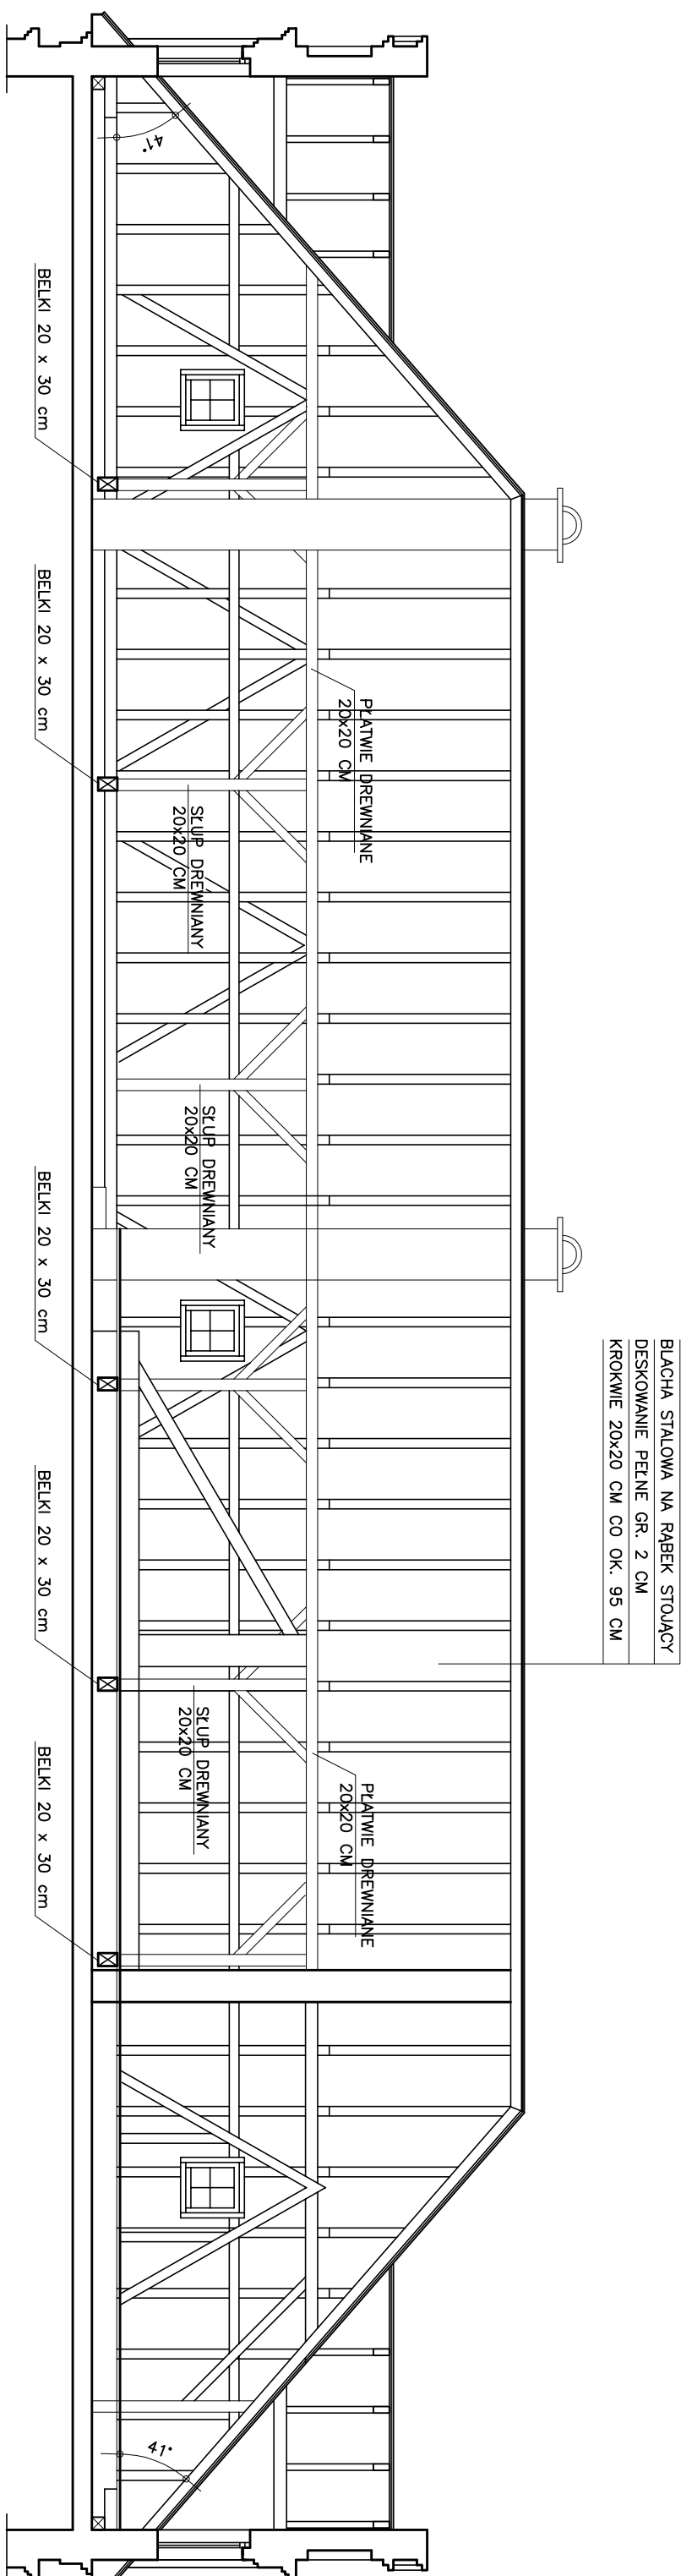 BLACHA STALOWA NA RĄBEK STOJĄCY
DESKOWANIE PEŁNE GR. 2 CM
KROKWIE 20x20 CM CO OK. 95 CM
PŁATWIE DREWNIANE
20x20 CM
PŁATWIE DREWNIANE
20x20 CM
SŁUP DREWNIANY
20x20 CM
SŁUP DREWNIANY
20x20 CM
SŁUP DREWNIANY
20x20 CM
41°
41°
BELKI 20 x 30 cm
BELKI 20 x 30 cm
BELKI 20 x 30 cm
BELKI 20 x 30 cm
BELKI 20 x 30 cm